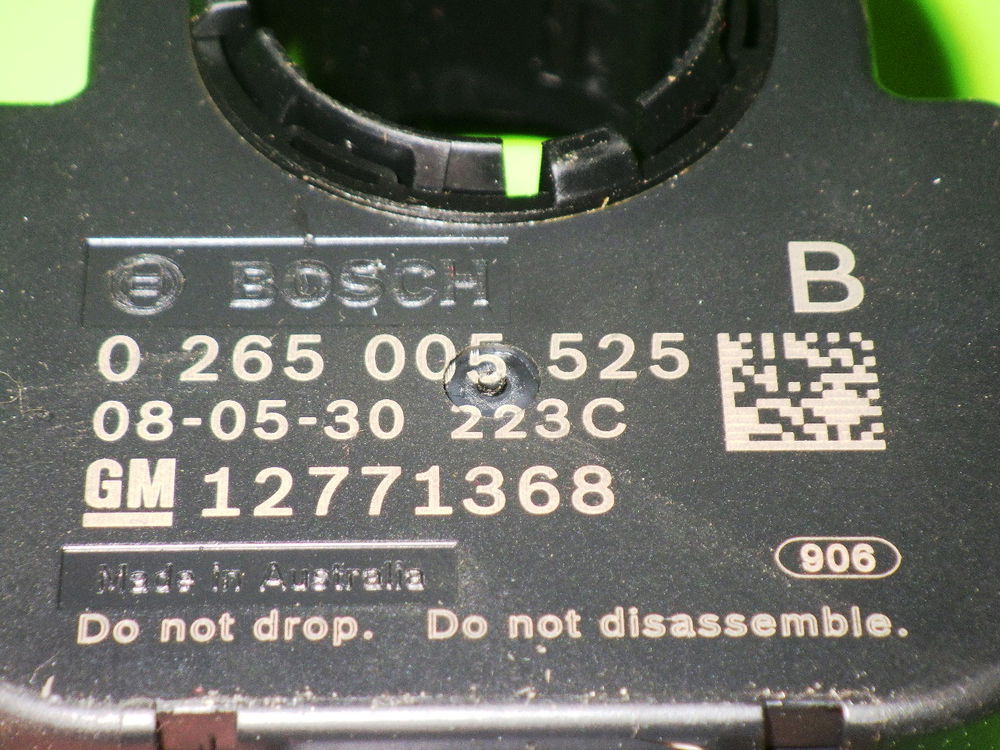 BOSCH
B
0 265 005 525
08-05-30 223C
GM 12771368
906
Made in Australia
Do not drop. Do not disassemble.